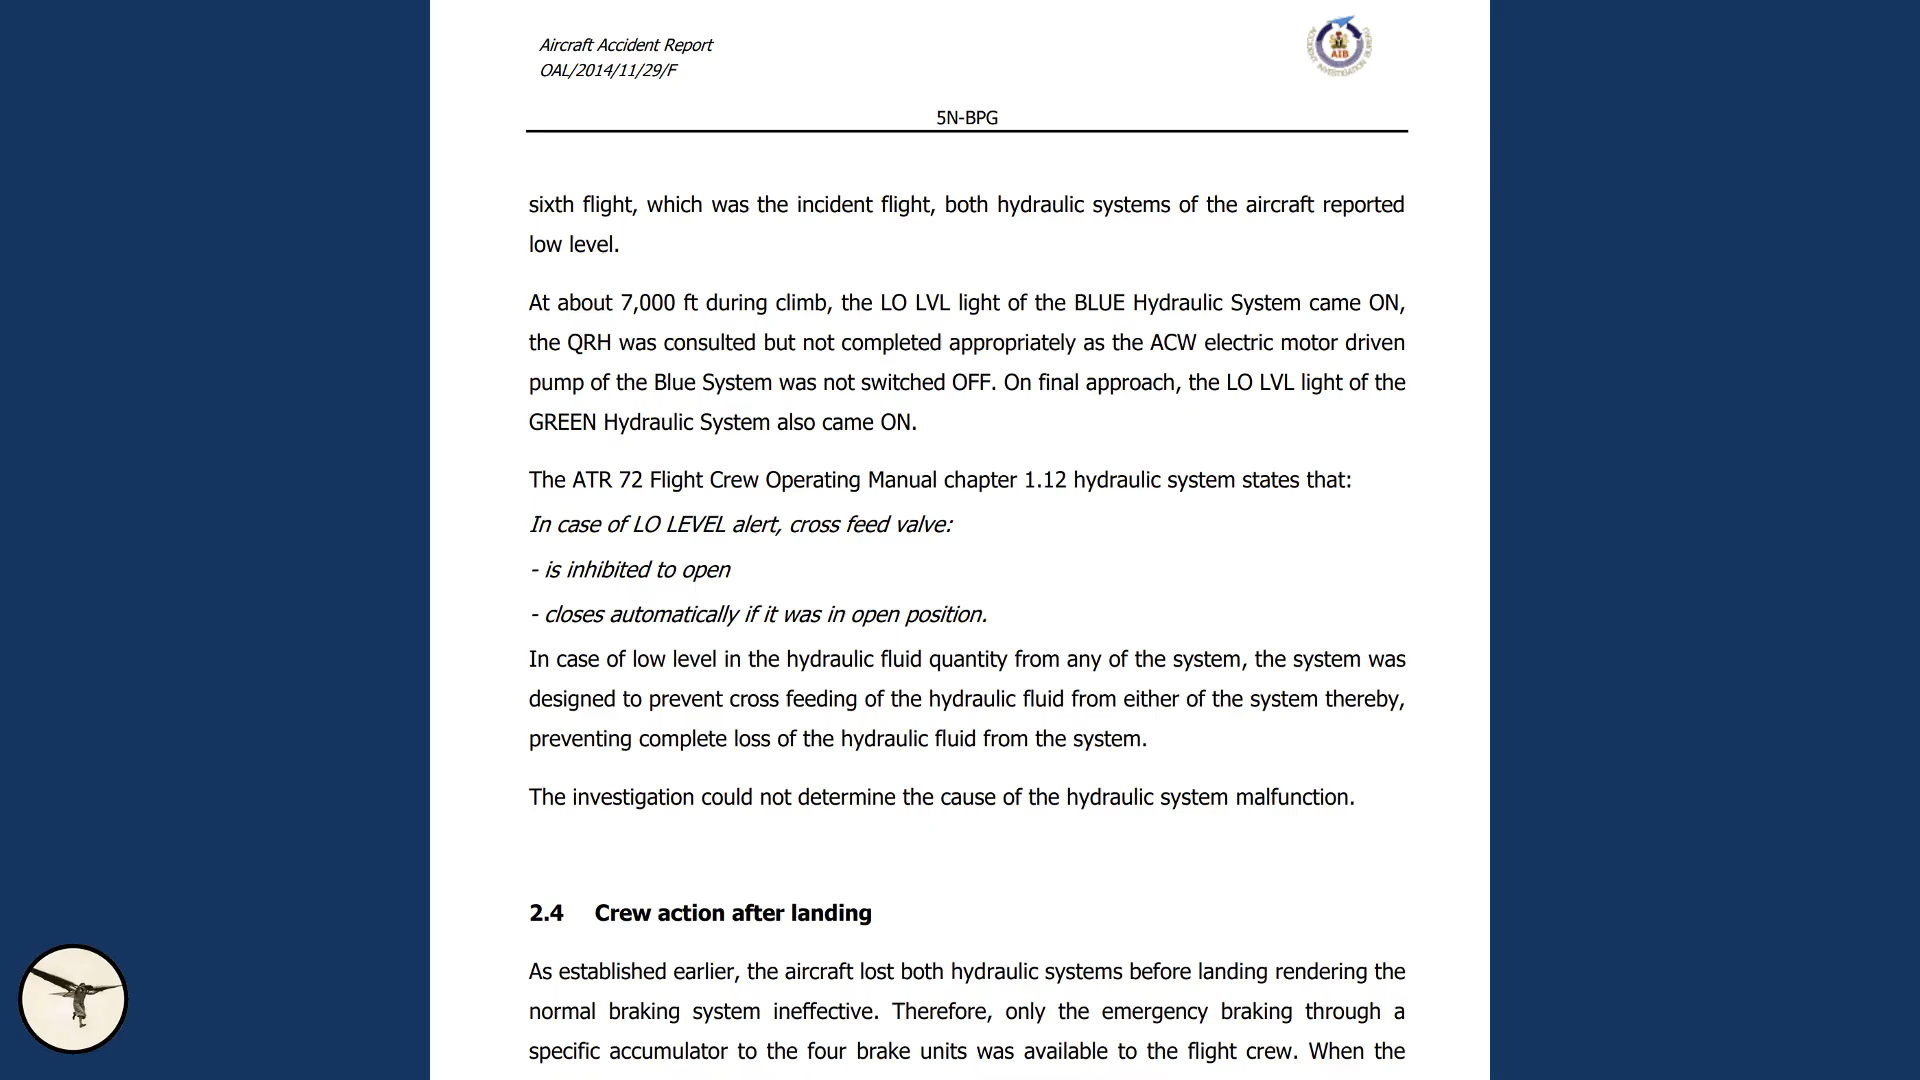 Aircraft Accident Report
OAL/2014/11/29/F
ACCIDENT INVESTIGATION BUREAU
AIB
5N-BPG
sixth flight, which was the incident flight, both hydraulic systems of the aircraft reported
low level.
At about 7,000 ft during climb, the LO LVL light of the BLUE Hydraulic System came ON,
the QRH was consulted but not completed appropriately as the ACW electric motor driven
pump of the Blue System was not switched OFF. On final approach, the LO LVL light of the
GREEN Hydraulic System also came ON.
The ATR 72 Flight Crew Operating Manual chapter 1.12 hydraulic system states that:
In case of LO LEVEL alert, cross feed valve:
- is inhibited to open
- closes automatically if it was in open position.
In case of low level in the hydraulic fluid quantity from any of the system, the system was
designed to prevent cross feeding of the hydraulic fluid from either of the system thereby,
preventing complete loss of the hydraulic fluid from the system.
The investigation could not determine the cause of the hydraulic system malfunction.
2.4 Crew action after landing
As established earlier, the aircraft lost both hydraulic systems before landing rendering the
normal braking system ineffective. Therefore, only the emergency braking through a
specific accumulator to the four brake units was available to the flight crew. When the